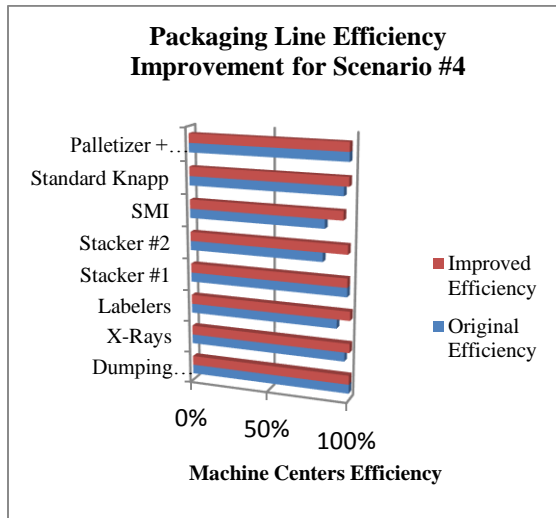 Packaging Line Efficiency
Improvement for Scenario #4
Palletizer +…
Standard Knapp
SMI
Stacker #2
Stacker #1
Labelers
X-Rays
Dumping…
Improved
Efficiency
Original
Efficiency
0%
50%
100%
Machine Centers Efficiency